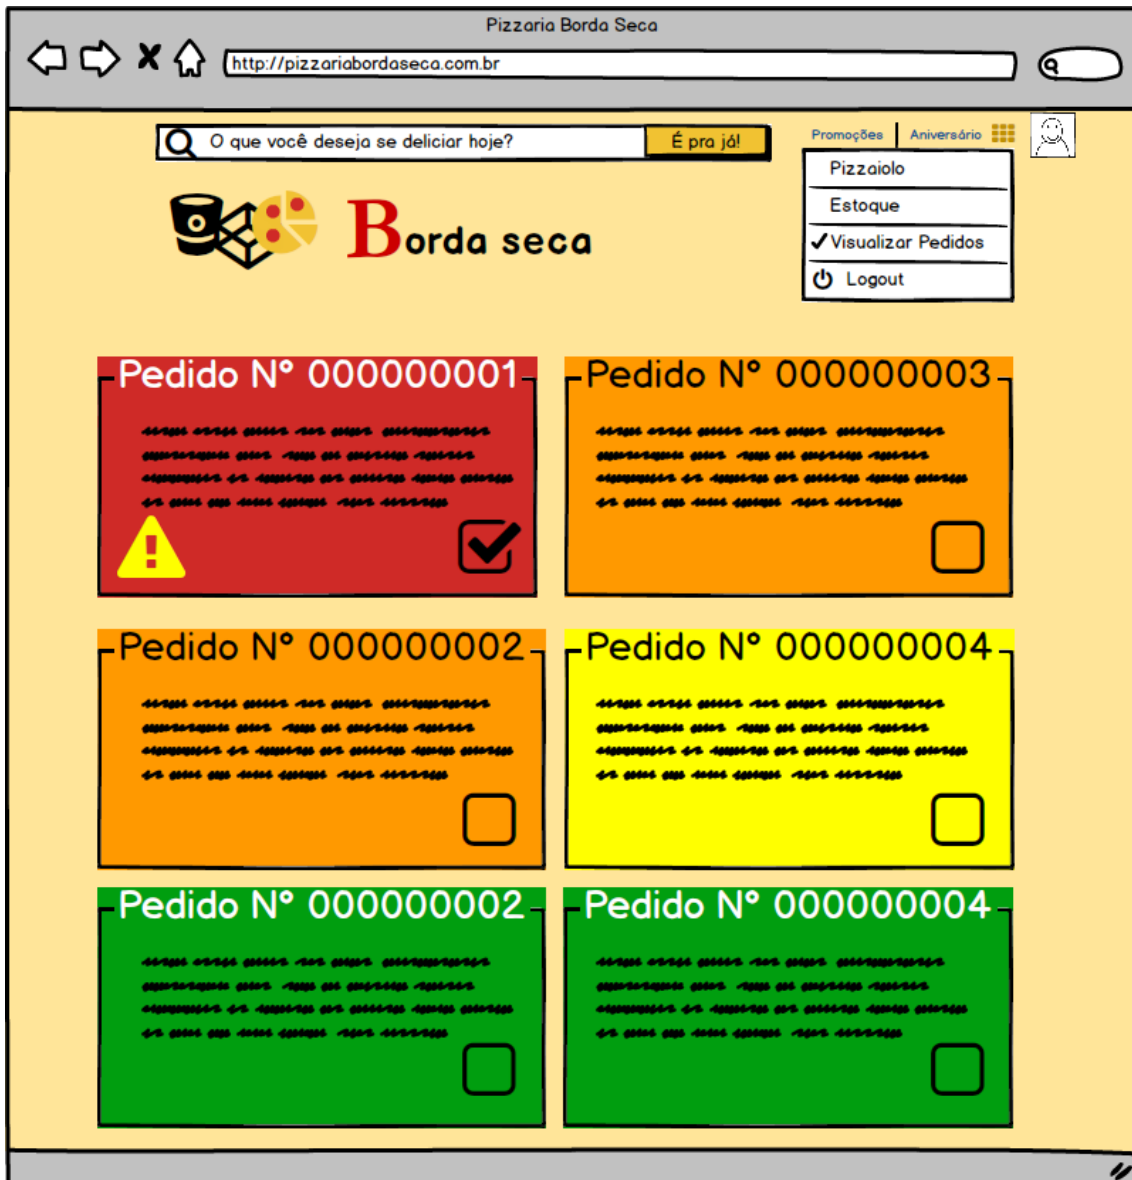 Pizzaria Borda Seca
http://pizzariabordaseca.com.br
O que você deseja se deliciar hoje?
É pra já!
Promoções
Aniversário
Pizzaiolo
Estoque
Visualizar Pedidos
Logout
Borda seca
Pedido N° 000000001
Pedido N° 000000003
Pedido N° 000000002
Pedido N° 000000004
Pedido N° 000000002
Pedido N° 000000004